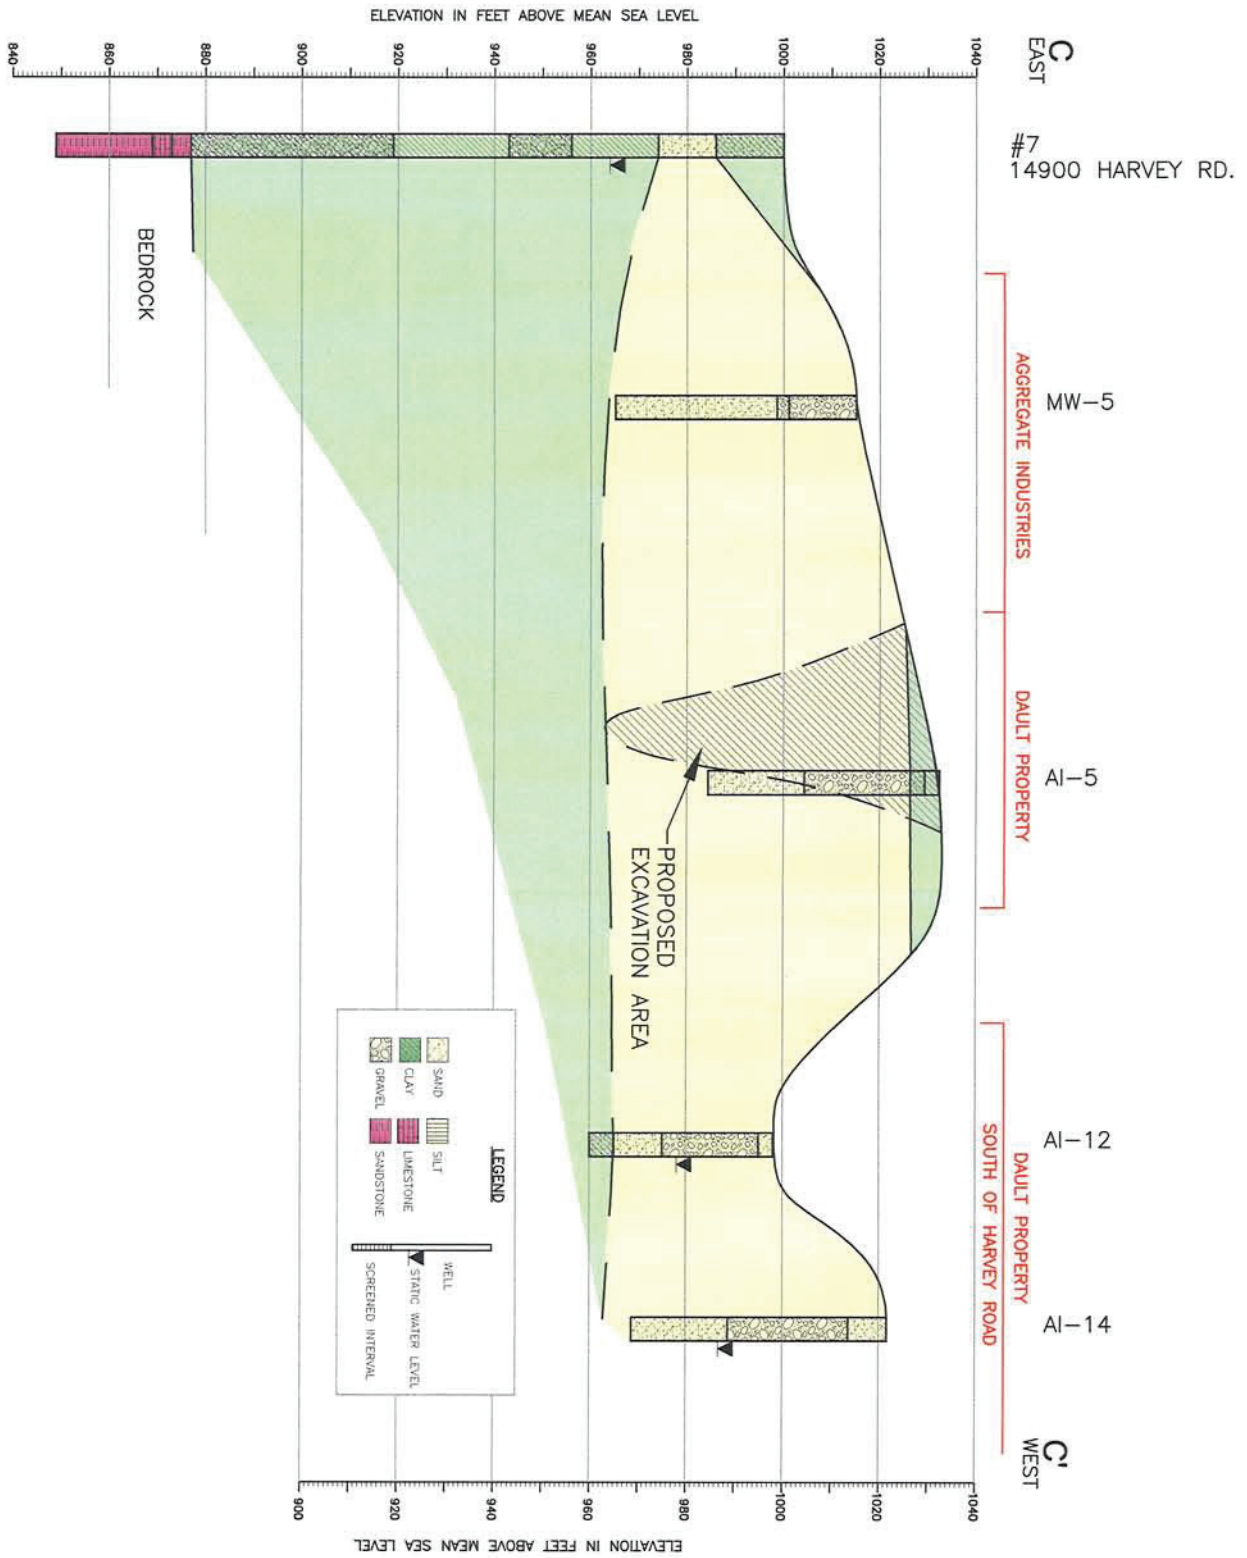 C
EAST
#7
14900 HARVEY RD.
MW-5
AI-5
AI-12
AI-14
C'
WEST
AGGREGATE INDUSTRIES
DAULT PROPERTY
DAULT PROPERTY
SOUTH OF HARVEY ROAD
ELEVATION IN FEET ABOVE MEAN SEA LEVEL
1040
1020
1000
980
960
940
920
900
880
860
840
BEDROCK
PROPOSED
EXCAVATION AREA
LEGEND
SAND
CLAY
GRAVEL
SILT
LIMESTONE
SANDSTONE
WELL
STATIC WATER LEVEL
SCREENED INTERVAL
1040
1020
1000
980
960
940
920
900
ELEVATION IN FEET ABOVE MEAN SEA LEVEL